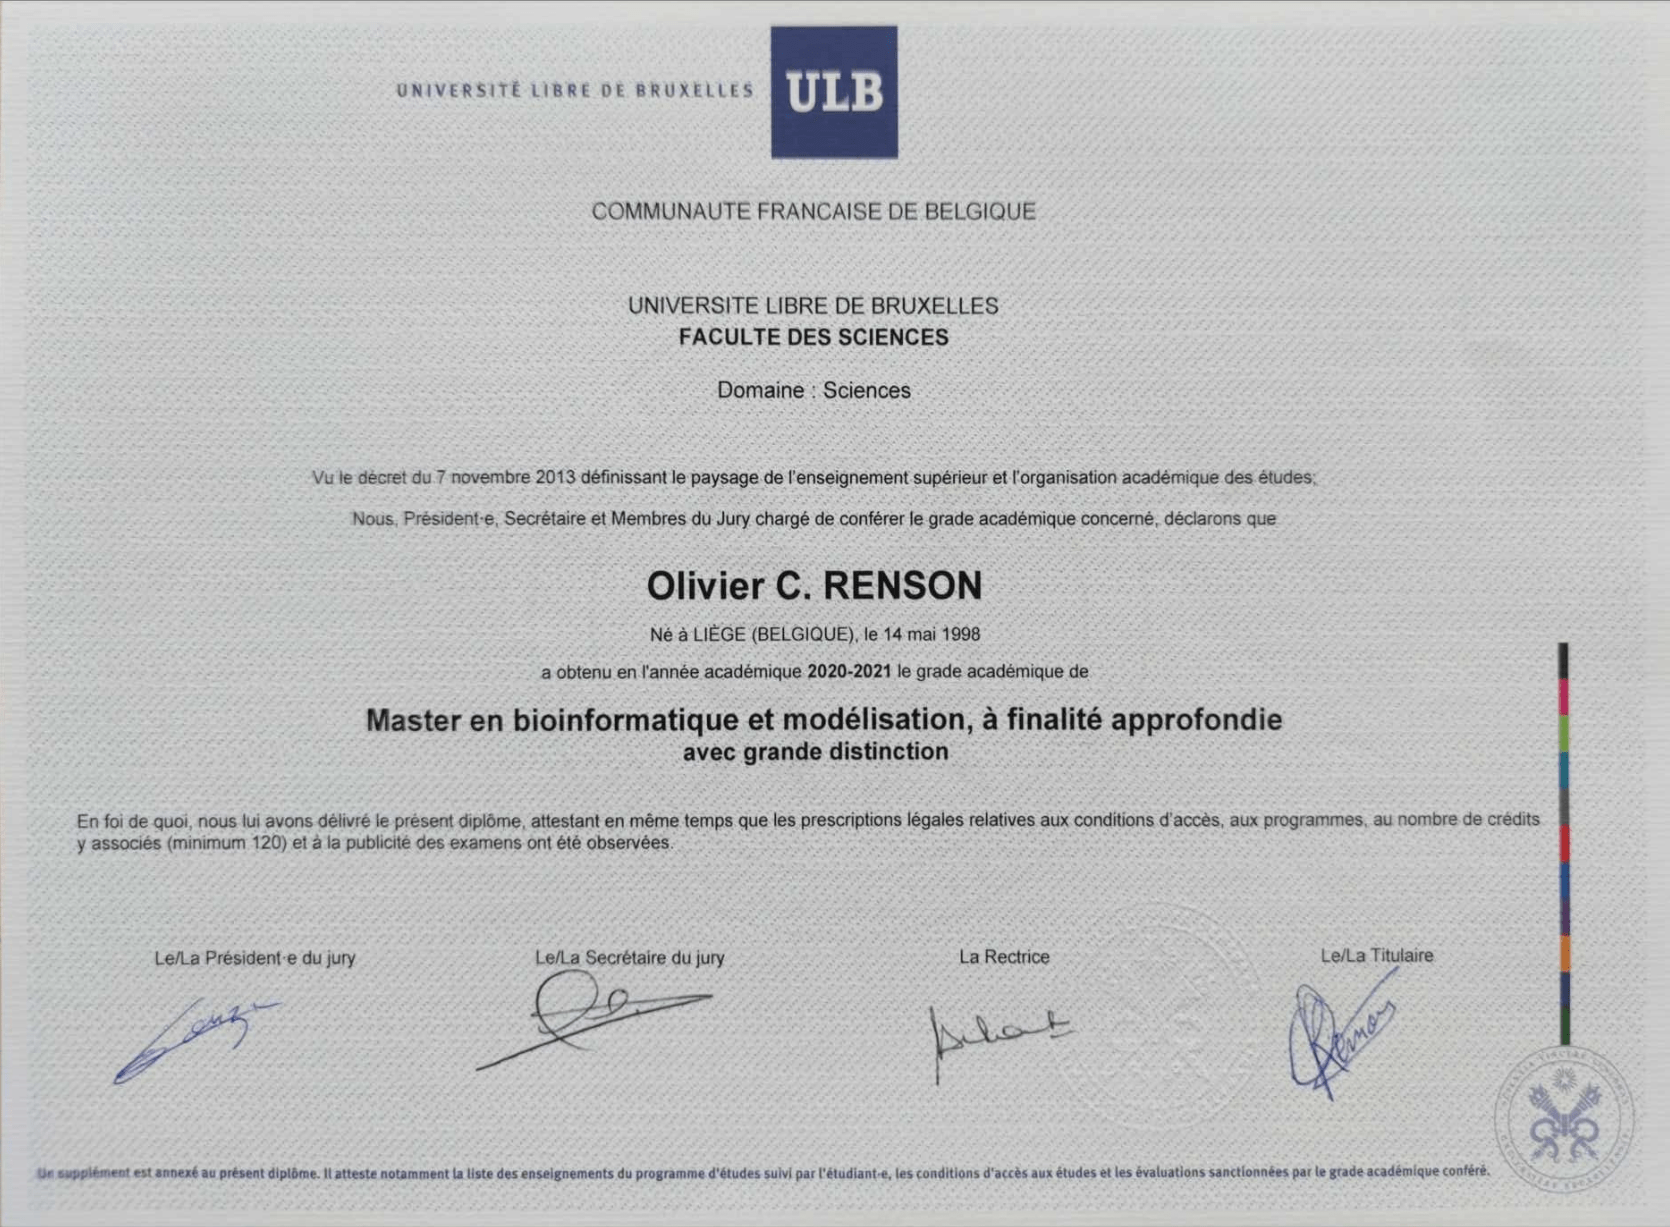 UNIVERSITÉ LIBRE DE BRUXELLES
ULB
COMMUNAUTE FRANCAISE DE BELGIQUE
UNIVERSITE LIBRE DE BRUXELLES
FACULTE DES SCIENCES
Domaine : Sciences
Vu le décret du 7 novembre 2013 définissant le paysage de l'enseignement supérieur et l'organisation académique des études;
Nous, Président·e, Secrétaire et Membres du Jury chargé de conférer le grade académique concerné, déclarons que
Olivier C. RENSON
Né à LIÈGE (BELGIQUE), le 14 mai 1998
a obtenu en l'année académique 2020-2021 le grade académique de
Master en bioinformatique et modélisation, à finalité approfondie
avec grande distinction
En foi de quoi, nous lui avons délivré le présent diplôme, attestant en même temps que les prescriptions légales relatives aux conditions d'accès, aux programmes, au nombre de crédits
y associés (minimum 120) et à la publicité des examens ont été observées.
Le/La Président·e du jury
Le/La Secrétaire du jury
La Rectrice
Le/La Titulaire
Renson
Un supplément est annexé au présent diplôme. Il atteste notamment la liste des enseignements du programme d'études suivi par l'étudiant·e, les conditions d'accès aux études et les évaluations sanctionnées par le grade académique conféré.